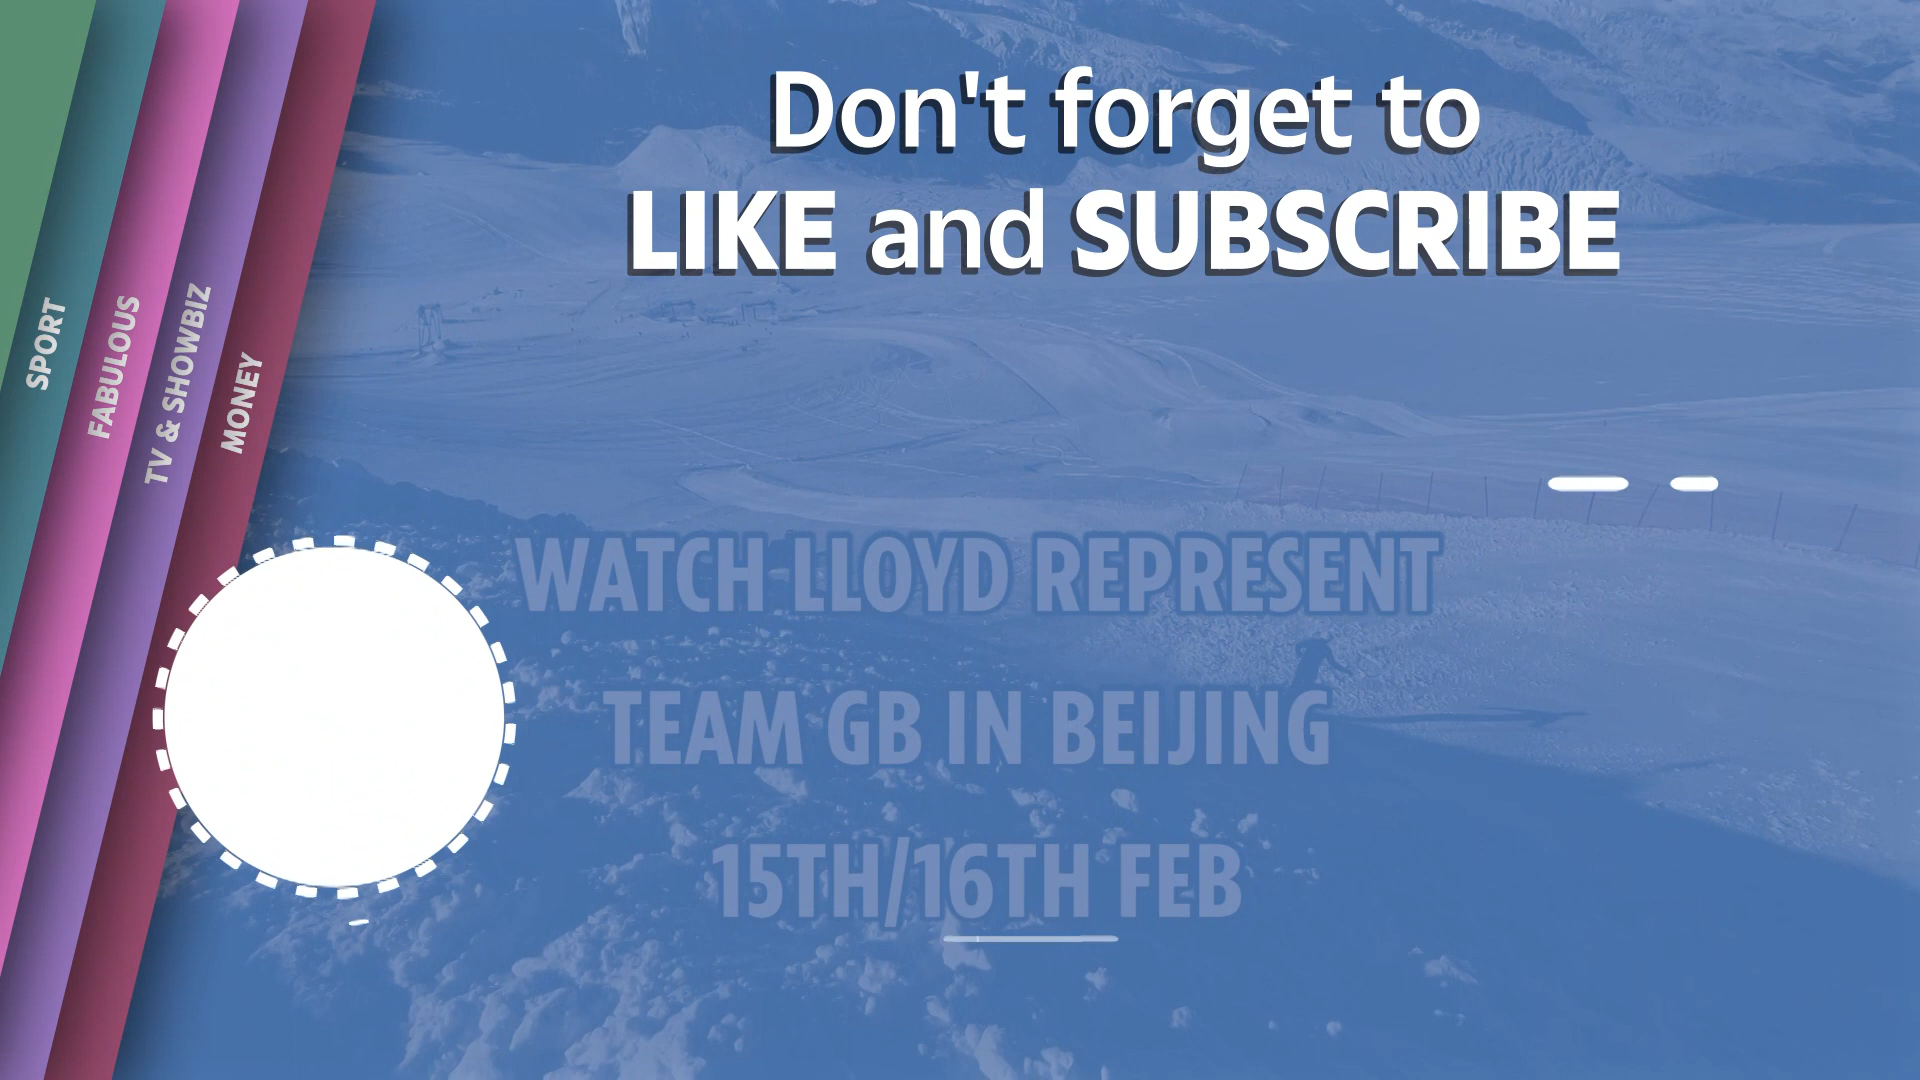 Don't forget to
LIKE and SUBSCRIBE
SPORT
FABULOUS
TV & SHOWBIZ
MONEY
WATCH LLOYD REPRESENT
TEAM GB IN BEIJING
15TH/16TH FEB